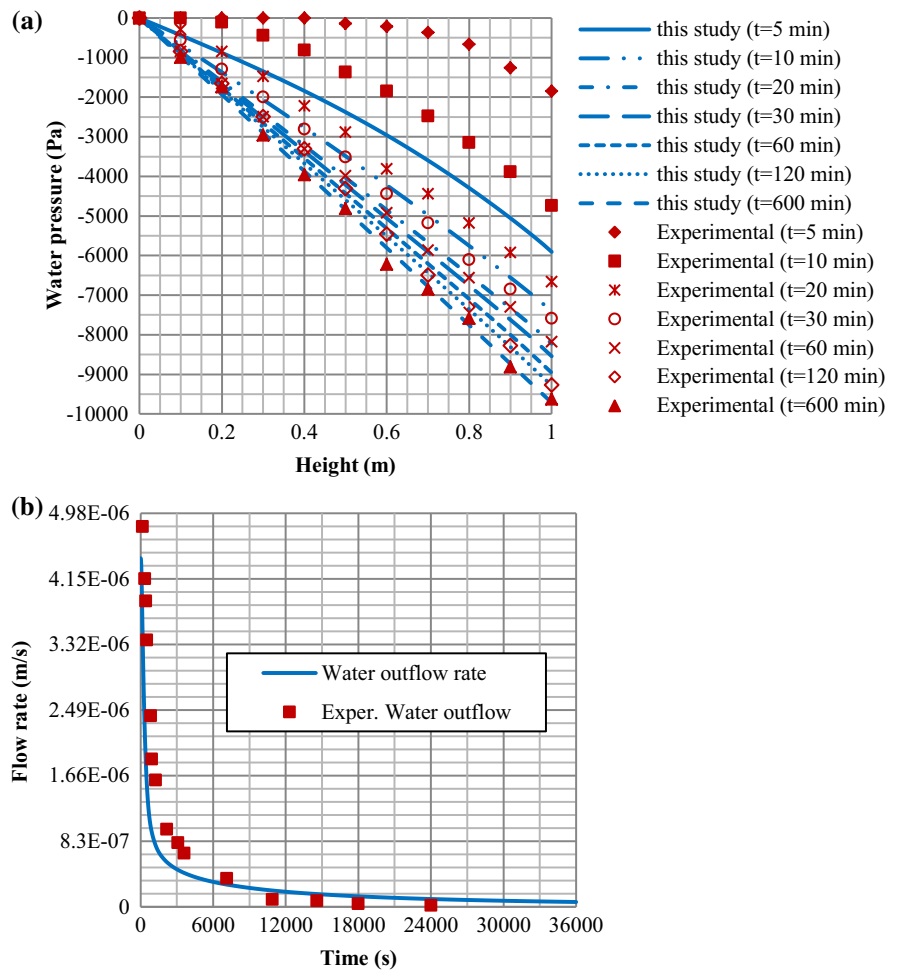 (a)
0
-1000
-2000
-3000
-4000
-5000
-6000
-7000
-8000
-9000
-10000
Water pressure (Pa)
0
0.2
0.4
0.6
0.8
1
Height (m)
this study (t=5 min)
this study (t=10 min)
this study (t=20 min)
this study (t=30 min)
this study (t=60 min)
this study (t=120 min)
this study (t=600 min)
Experimental (t=5 min)
Experimental (t=10 min)
Experimental (t=20 min)
Experimental (t=30 min)
Experimental (t=60 min)
Experimental (t=120 min)
Experimental (t=600 min)
(b)
4.98E-06
4.15E-06
3.32E-06
2.49E-06
1.66E-06
8.3E-07
0
Flow rate (m/s)
Water outflow rate
Exper. Water outflow
0
6000
12000
18000
24000
30000
36000
Time (s)